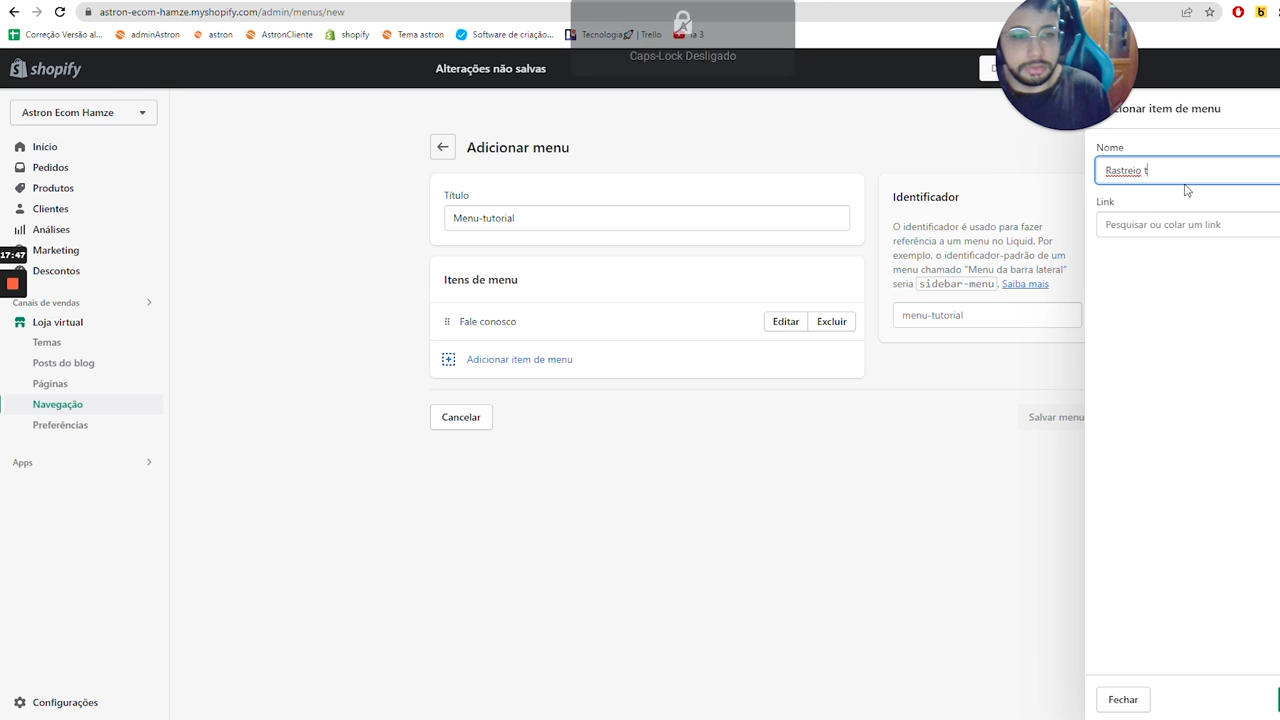 astron-ecom-hamze.myshopify.com/admin/menus/new
Correção Versão al...
adminAstron
astron
AstronCliente
shopify
Tema astron
Software de criação...
Tecnologia
| Trello
Caps-Lock Desligado
shopify
Alterações não salvas
Astron Ecom Hamze
Adicionar menu
Início
Pedidos
Produtos
Clientes
Análises
Marketing
Descontos
17:47
Canais de vendas
Loja virtual
Temas
Posts do blog
Páginas
Navegação
Preferências
Apps
Configurações
Título
Menu-tutorial
Itens de menu
Fale conosco
Editar
Excluir
Adicionar item de menu
Cancelar
Identificador
O identificador é usado para fazer
referência a um menu no Liquid. Por
exemplo, o identificador-padrão de um
menu chamado "Menu da barra lateral"
seria sidebar-menu. Saiba mais
menu-tutorial
Salvar menu
item de menu
Nome
Rastreio t
Link
Pesquisar ou colar um link
Fechar